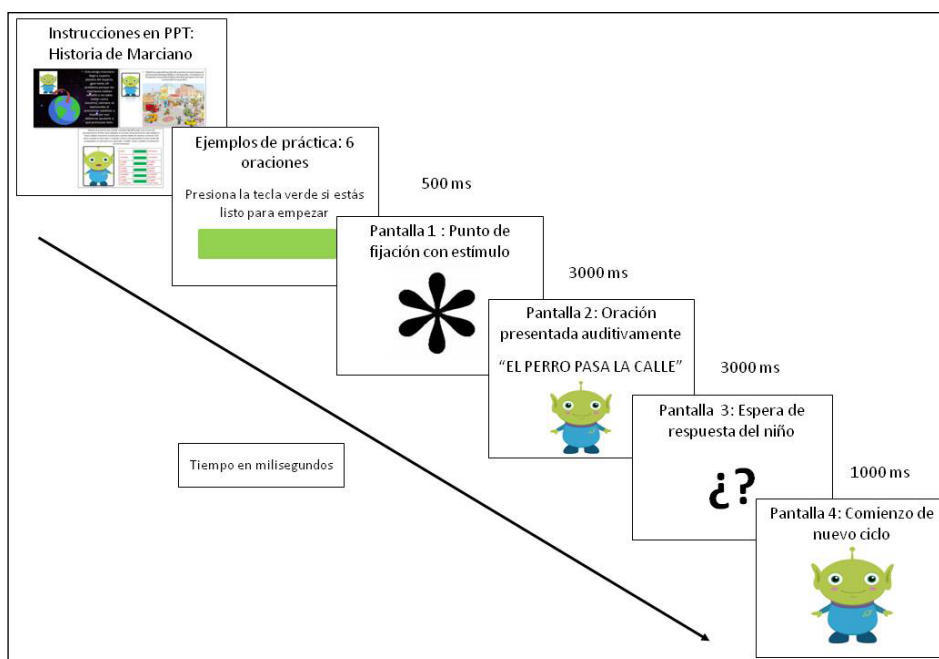 Instrucciones en PPT:
Historia de Marciano
Ejemplos de práctica: 6
oraciones
Presiona la tecla verde si estás
listo para empezar
500 ms
Pantalla 1 : Punto de
fijación con estímulo
3000 ms
Pantalla 2: Oración
presentada auditivamente
“EL PERRO PASA LA CALLE”
3000 ms
Pantalla 3: Espera de
respuesta del niño
¿?
1000 ms
Pantalla 4: Comienzo de
nuevo ciclo
Tiempo en milisegundos